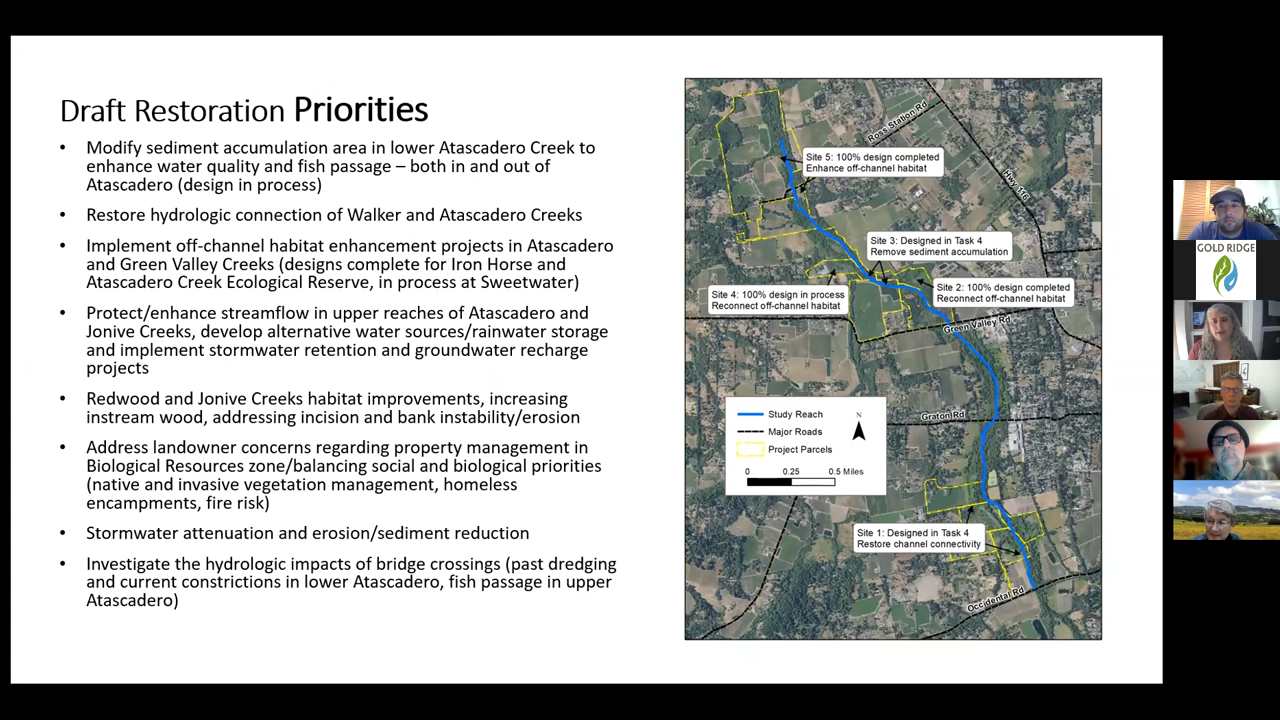 Draft Restoration Priorities
• Modify sediment accumulation area in lower Atascadero Creek to
enhance water quality and fish passage – both in and out of
Atascadero (design in process)
• Restore hydrologic connection of Walker and Atascadero Creeks
• Implement off-channel habitat enhancement projects in Atascadero
and Green Valley Creeks (designs complete for Iron Horse and
Atascadero Creek Ecological Reserve, in process at Sweetwater)
• Protect/enhance streamflow in upper reaches of Atascadero and
Jonive Creeks, develop alternative water sources/rainwater storage
and implement stormwater retention and groundwater recharge
projects
• Redwood and Jonive Creeks habitat improvements, increasing
instream wood, addressing incision and bank instability/erosion
• Address landowner concerns regarding property management in
Biological Resources zone/balancing social and biological priorities
(native and invasive vegetation management, homeless
encampments, fire risk)
• Stormwater attenuation and erosion/sediment reduction
• Investigate the hydrologic impacts of bridge crossings (past dredging
and current constrictions in lower Atascadero, fish passage in upper
Atascadero)
Ross Station Rd
Hwy 116
Site 5: 100% design completed
Enhance off-channel habitat
Site 3: Designed in Task 4
Remove sediment accumulation
Site 4: 100% design in process
Reconnect off-channel habitat
Site 2: 100% design completed
Reconnect off-channel habitat
Green Valley Rd
Graton Rd
Study Reach
Major Roads
Project Parcels
N
0 0.25 0.5 Miles
Site 1: Designed in Task 4
Restore channel connectivity
Occidental Rd
GOLD RIDGE